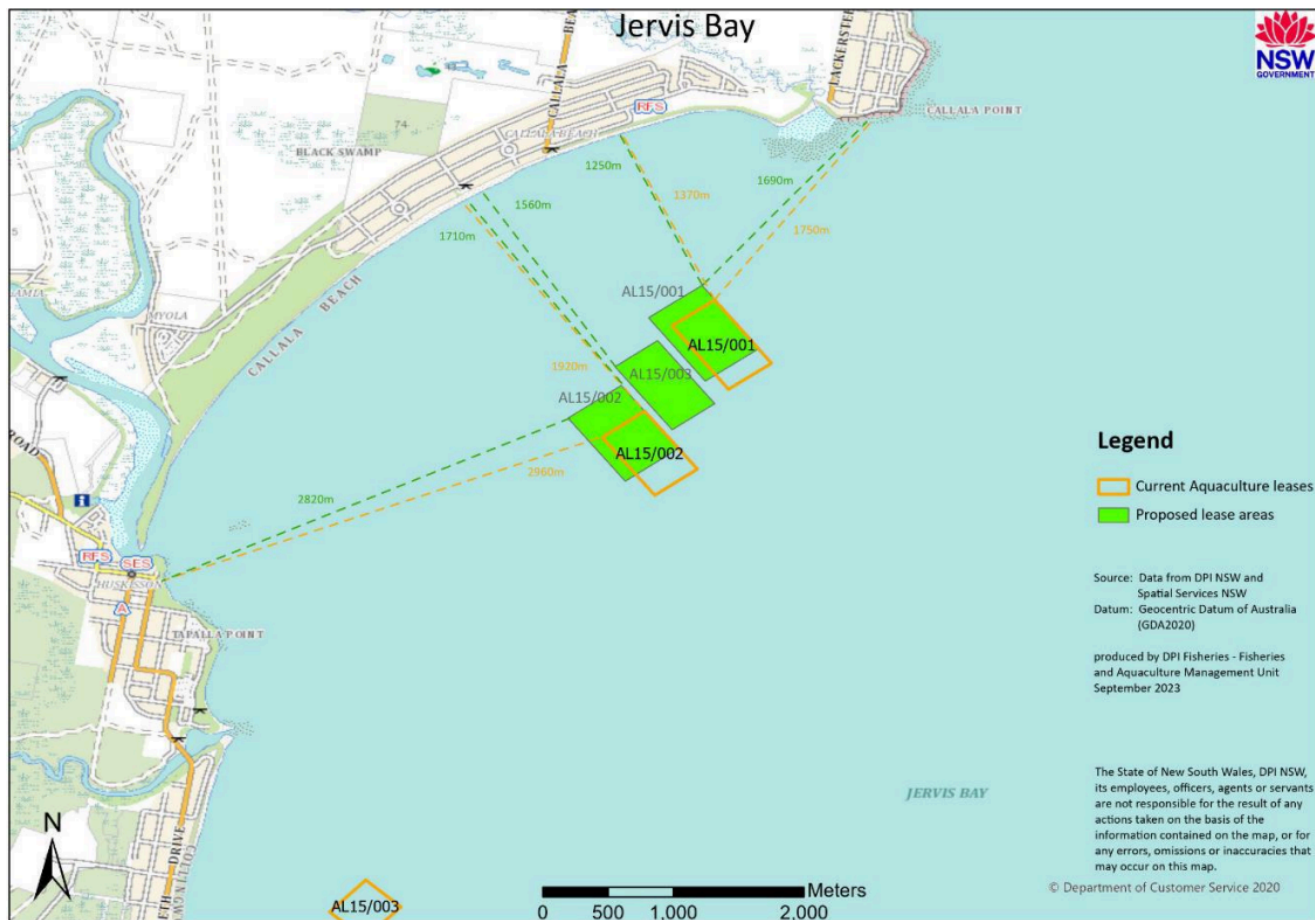 Jervis Bay
NSW
GOVERNMENT
CALLALA BEA
BLACKERSTE
RFS
CALLALA POINT
74
CALLALA BEACH
BLACK SWAMP
1250m
1690m
1370m
1560m
1750m
1710m
AL15/001
MYOLA
CALLALA BEACH
AL15/001
1920m
AL15/003
AL15/002
ROAD
AL15/002
2960m
2820m
Legend
Current Aquaculture leases
Proposed lease areas
RFS
SES
HUSKISSON
A
TAPALLA POINT
Source: Data from DPI NSW and
Spatial Services NSW
Datum: Geocentric Datum of Australia
(GDA2020)
produced by DPI Fisheries - Fisheries
and Aquaculture Management Unit
September 2023
The State of New South Wales, DPI NSW,
its employees, officers, agents or servants
are not responsible for the result of any
actions taken on the basis of the
information contained on the map, or for
any errors, omissions or inaccuracies that
may occur on this map.
© Department of Customer Service 2020
JERVIS BAY
N
DRIVE
AL15/003
Meters
0 500 1,000 2,000